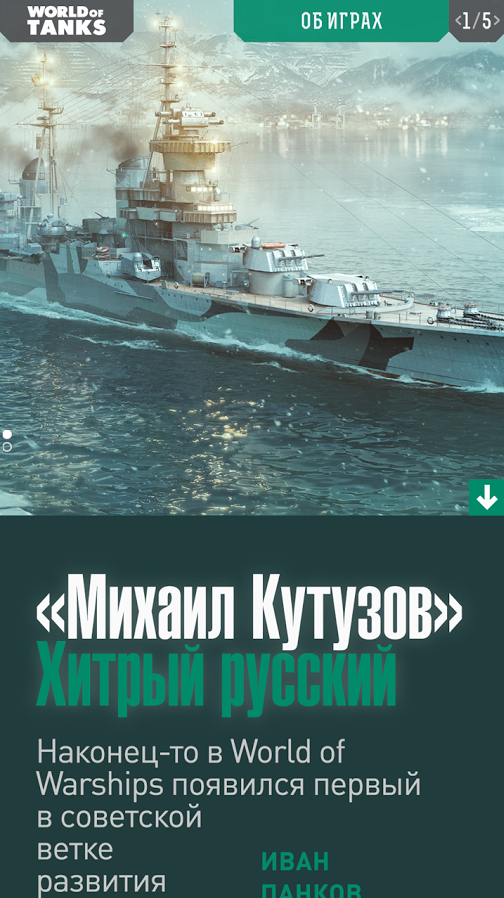 WORLD OF
TANKS
ОБ ИГРАХ
<1/5>
«Михаил Кутузов»
Хитрый русский
Наконец-то в World of
Warships появился первый
в советской
ветке
развития
ИВАН
ПАНКОВ